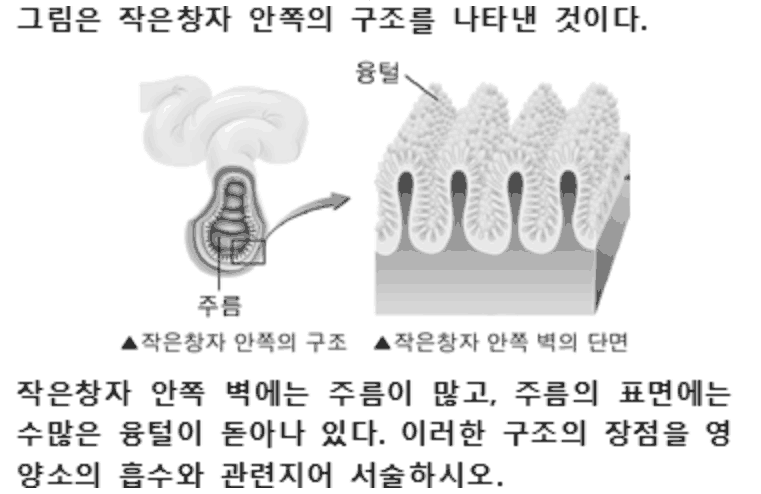 그림은 작은창자 안쪽의 구조를 나타낸 것이다.
융털
주름
▲작은창자 안쪽의 구조
▲작은창자 안쪽 벽의 단면
작은창자 안쪽 벽에는 주름이 많고, 주름의 표면에는
수많은 융털이 돋아나 있다. 이러한 구조의 장점을 영
양소의 흡수와 관련지어 서술하시오.